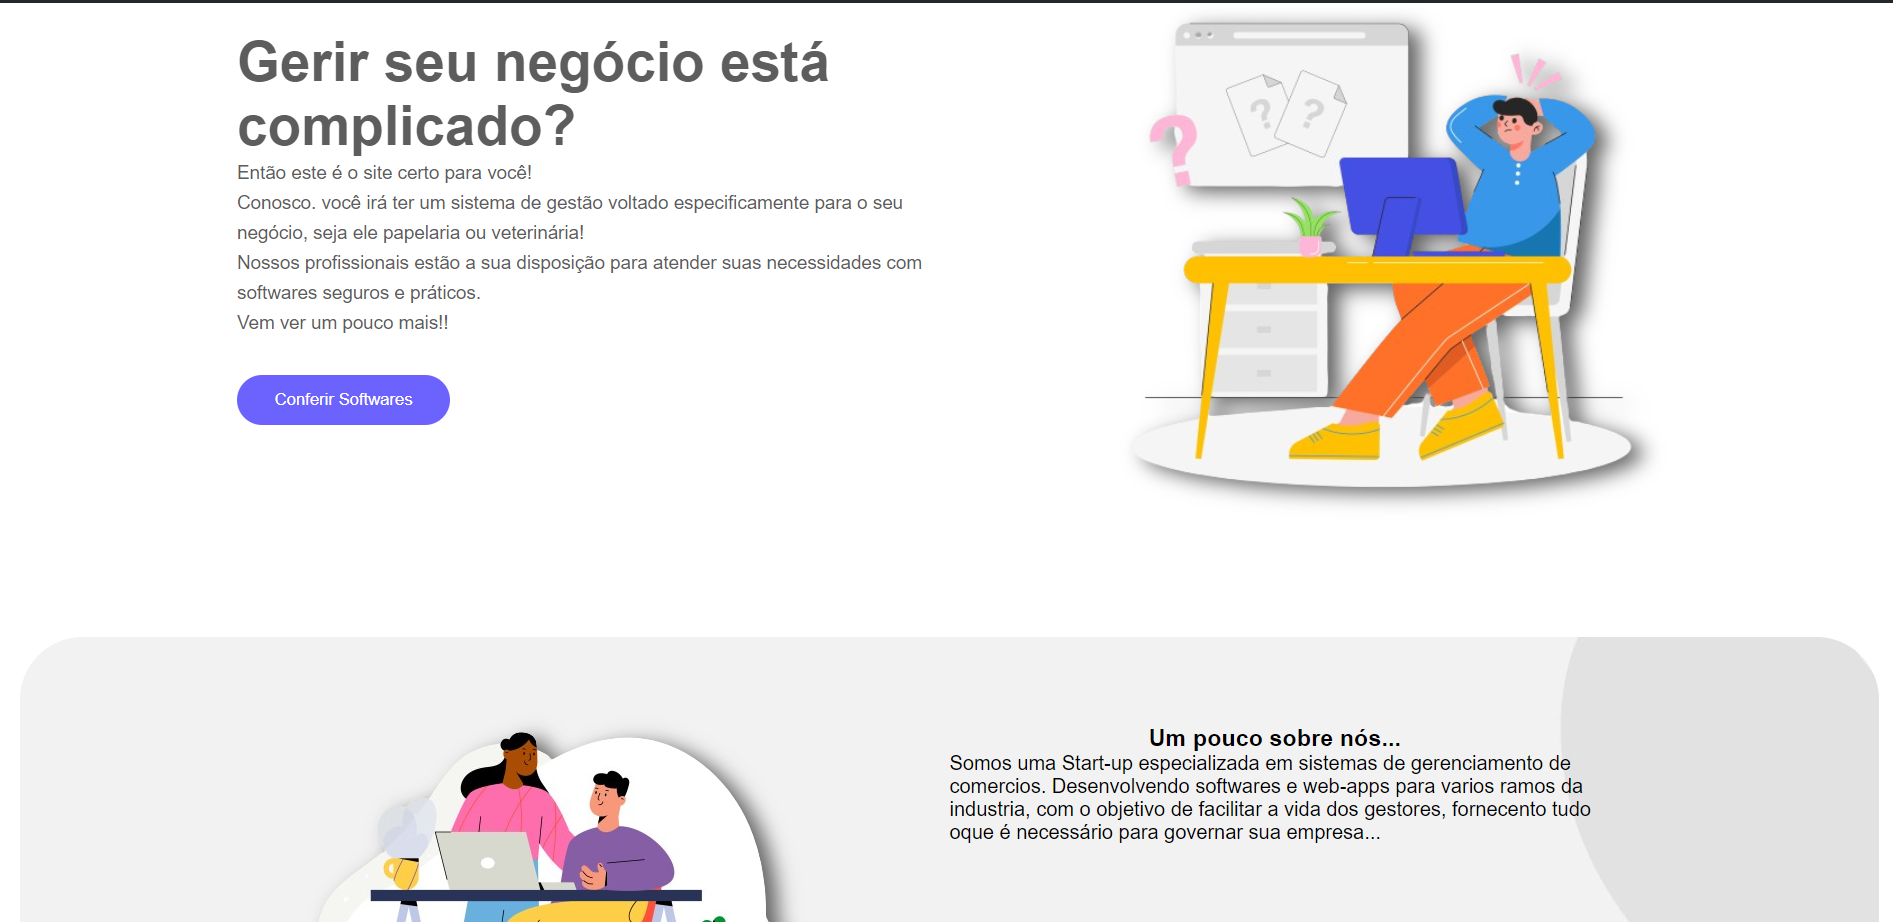 Gerir seu negócio está
complicado?
Então este é o site certo para você!
Conosco. você irá ter um sistema de gestão voltado especificamente para o seu
negócio, seja ele papelaria ou veterinária!
Nossos profissionais estão a sua disposição para atender suas necessidades com
softwares seguros e práticos.
Vem ver um pouco mais!!
Conferir Softwares
? ?
?
Um pouco sobre nós...
Somos uma Start-up especializada em sistemas de gerenciamento de
comercios. Desenvolvendo softwares e web-apps para varios ramos da
industria, com o objetivo de facilitar a vida dos gestores, fornecento tudo
oque é necessário para governar sua empresa...